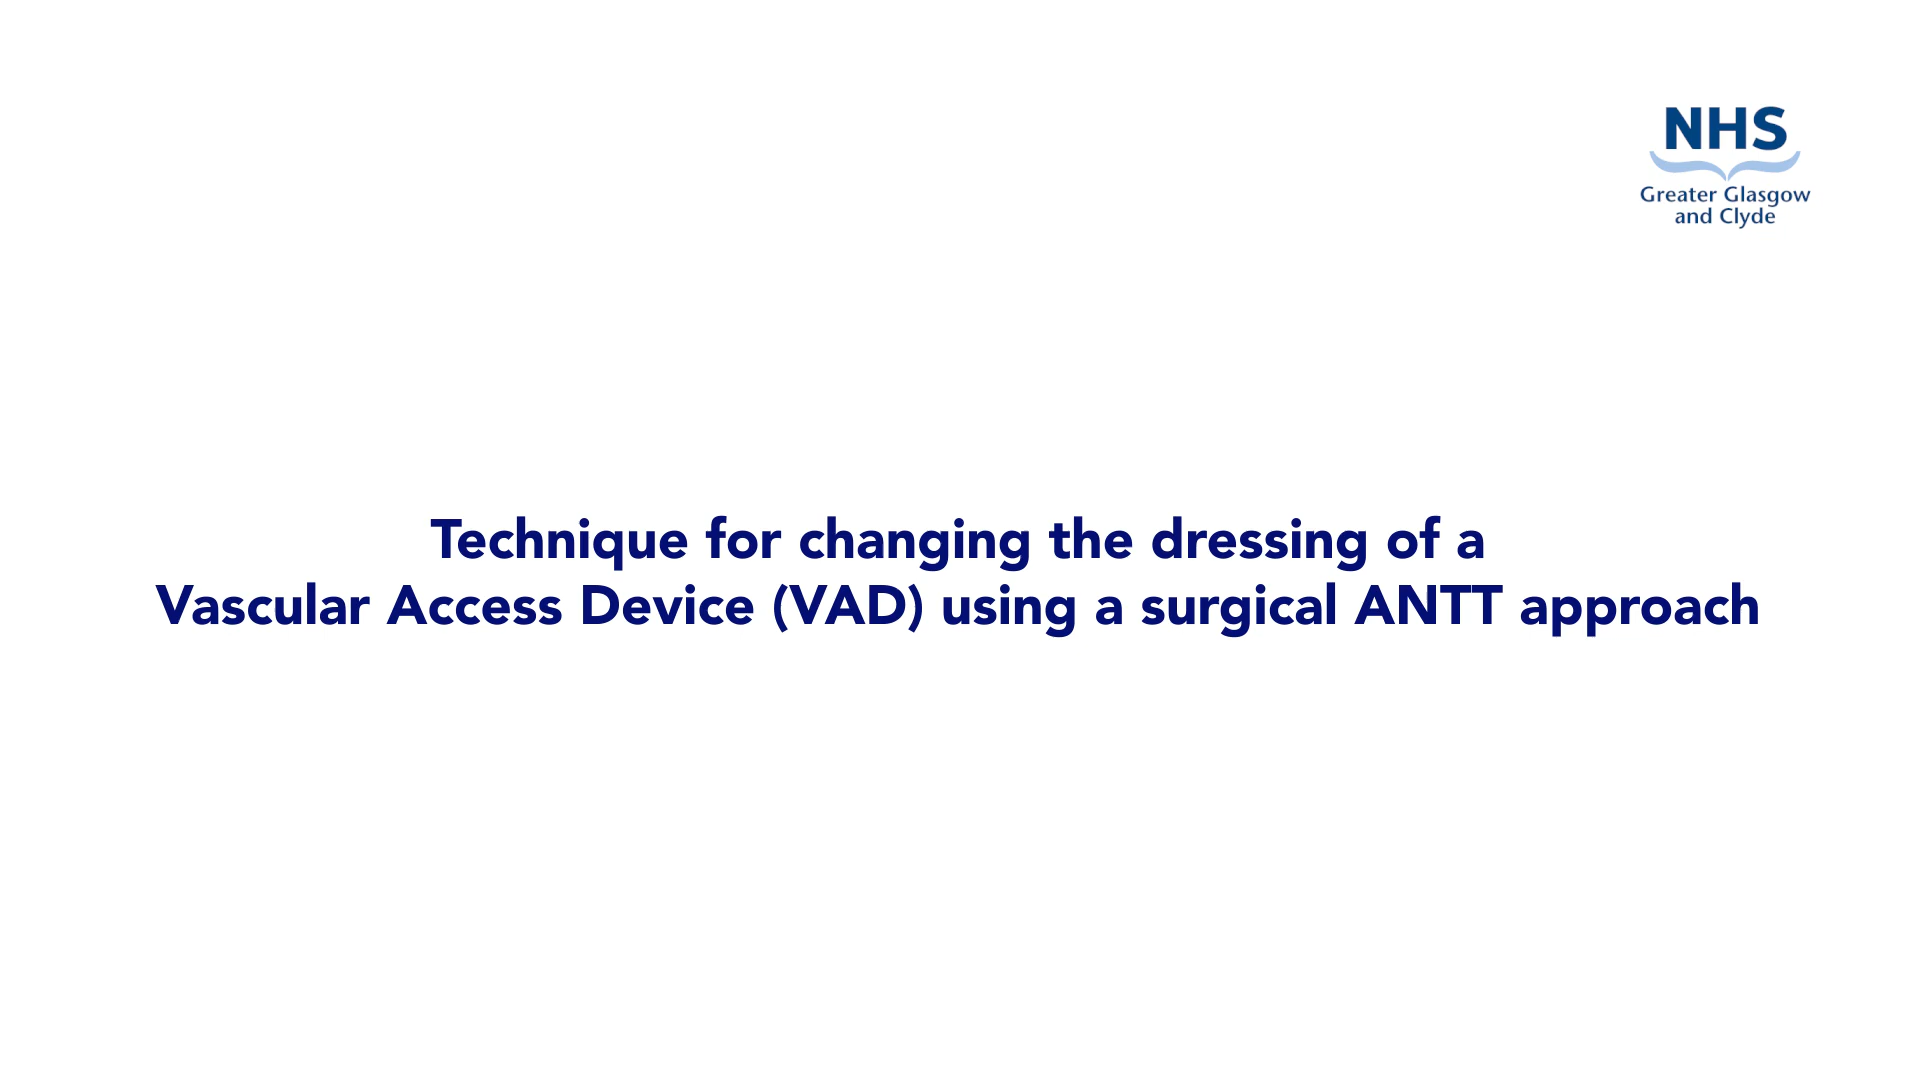 NHS
Greater Glasgow
and Clyde
Technique for changing the dressing of a
Vascular Access Device (VAD) using a surgical ANTT approach